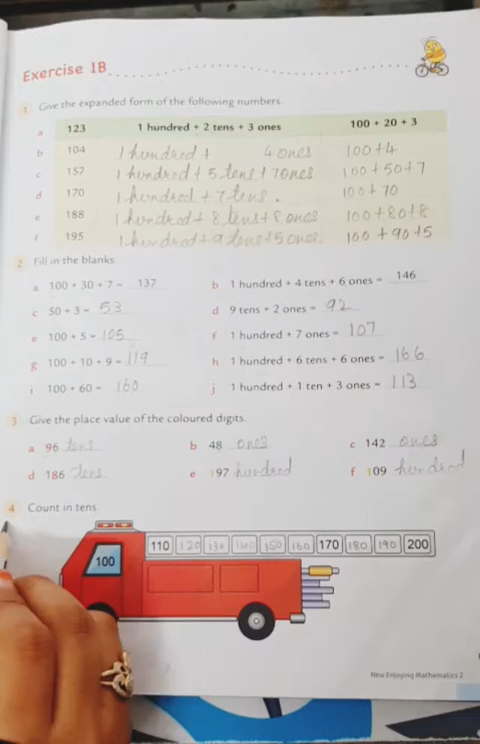 Exercise 1B
1 Give the expanded form of the following numbers.
a 123 1 hundred + 2 tens + 3 ones 100 + 20 + 3
b 104 1 hundred + 4 ones 100+4
c 157 1 hundred + 5 tens + 7 ones 100+50+7
d 170 1 hundred + 7 tens. 100+ 70
e 188 1 hundred + 8 tens + 8 ones 100+80+8
f 195 1 hundred + 9 tens + 5 ones. 100 + 90+5
2 Fill in the blanks.
a 100 + 30 + 7 = 137 b 1 hundred + 4 tens + 6 ones = 146
c 50 + 3 = 53 d 9 tens + 2 ones = 92
e 100 + 5 = 105 f 1 hundred + 7 ones = 107
g 100 + 10 + 9 = 119 h 1 hundred + 6 tens + 6 ones = 166
i 100 + 60 = 160 j 1 hundred + 1 ten + 3 ones = 113
3 Give the place value of the coloured digits.
a 96 tens b 48 ones c 142 ones
d 186 tens e 197 hundred f 109 hundred
4 Count in tens.
110 120 130 140 150 160 170 180 190 200
100
New Enjoying Mathematics 2